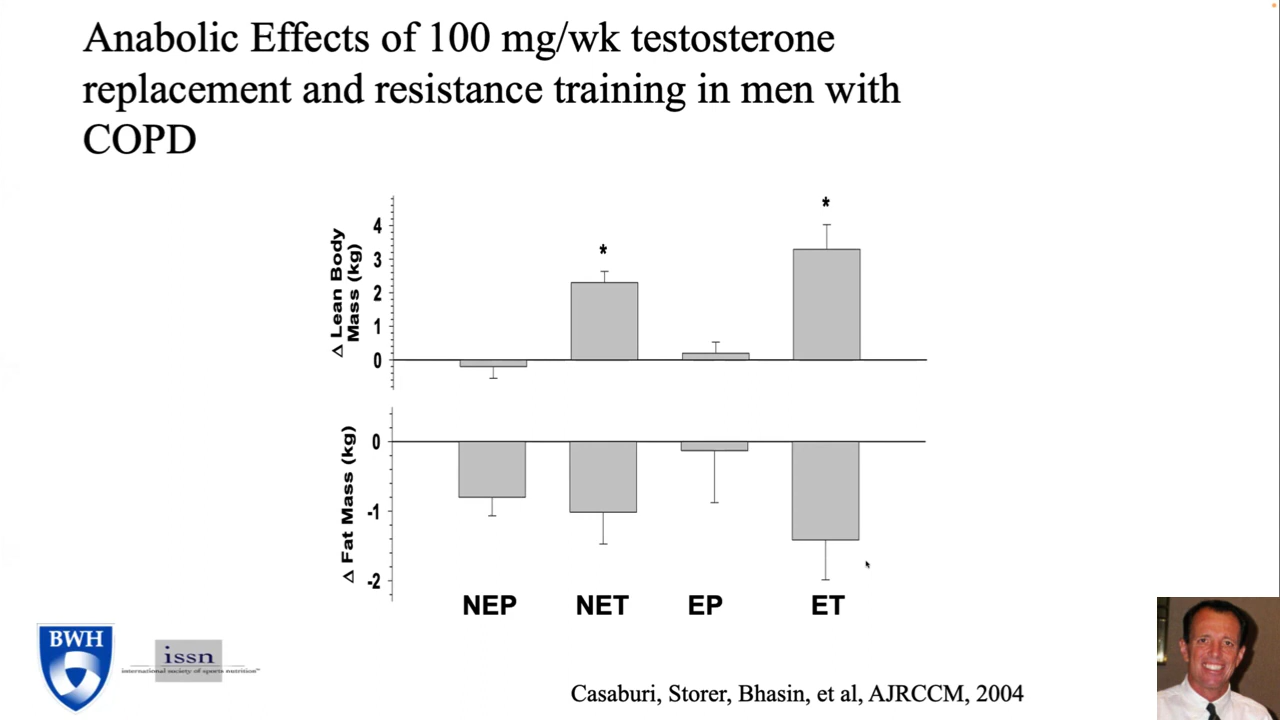 Anabolic Effects of 100 mg/wk testosterone
replacement and resistance training in men with
COPD
Δ Lean Body
Mass (kg)
4
3
2
1
0
*
*
Δ Fat Mass (kg)
0
-1
-2
NEP NET EP ET
BWH
issn
international society of sports nutrition™
Casaburi, Storer, Bhasin, et al, AJRCCM, 2004